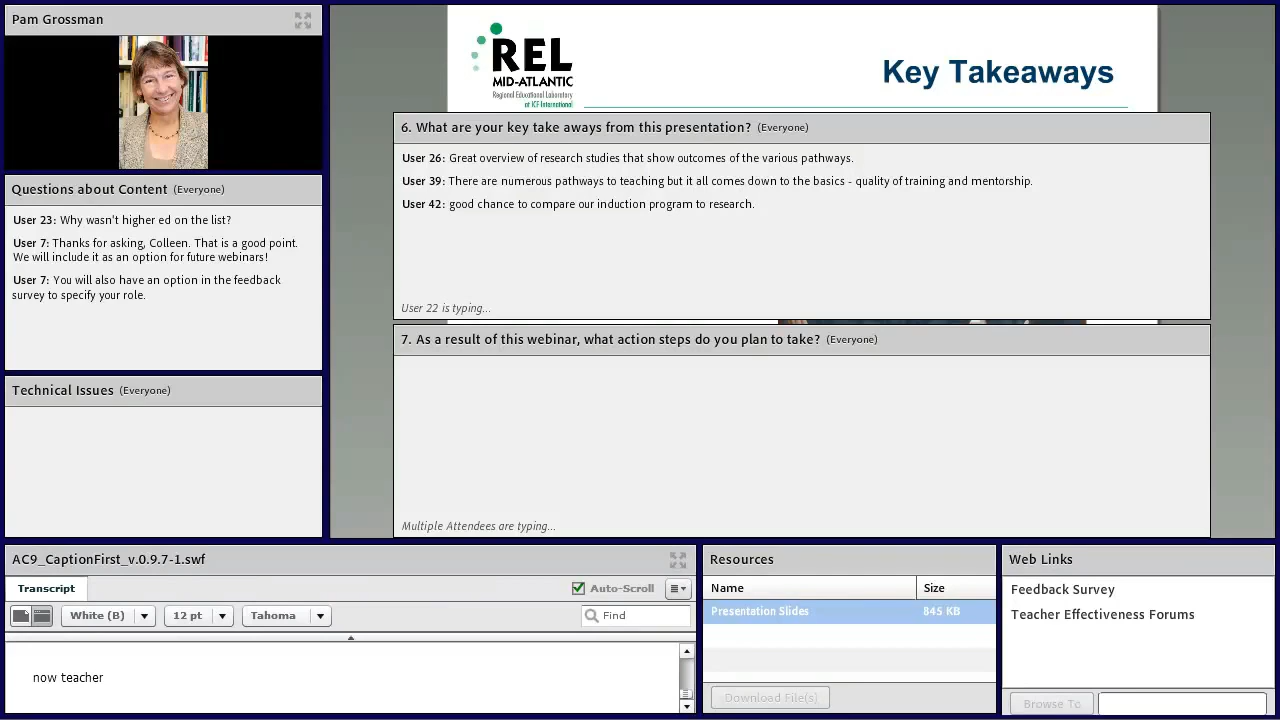 Pam Grossman
REL
MID-ATLANTIC
Regional Educational Laboratory
at ICF International
Key Takeaways
6. What are your key take aways from this presentation? (Everyone)
User 26: Great overview of research studies that show outcomes of the various pathways.
User 39: There are numerous pathways to teaching but it all comes down to the basics - quality of training and mentorship.
User 42: good chance to compare our induction program to research.
User 22 is typing...
Questions about Content (Everyone)
User 23: Why wasn't higher ed on the list?
User 7: Thanks for asking, Colleen. That is a good point.
We will include it as an option for future webinars!
User 7: You will also have an option in the feedback
survey to specify your role.
7. As a result of this webinar, what action steps do you plan to take? (Everyone)
Multiple Attendees are typing...
Technical Issues (Everyone)
AC9_CaptionFirst_v.0.9.7-1.swf
Transcript
Auto-Scroll
White (B)
12 pt
Tahoma
Find
now teacher
Resources
Name Size
Presentation Slides 845 KB
Download File(s)
Web Links
Feedback Survey
Teacher Effectiveness Forums
Browse To